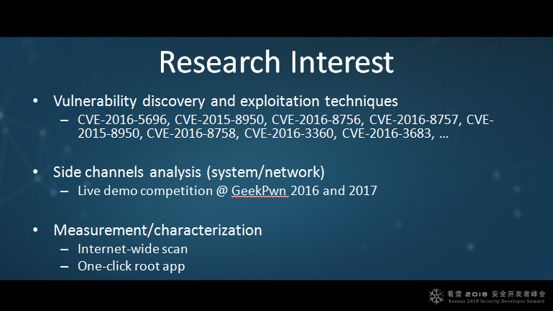 Research Interest
• Vulnerability discovery and exploitation techniques
– CVE-2016-5696, CVE-2015-8950, CVE-2016-8756, CVE-2016-8757, CVE-
2015-8950, CVE-2016-8758, CVE-2016-3360, CVE-2016-3683, ...
• Side channels analysis (system/network)
– Live demo competition @ GeekPwn 2016 and 2017
• Measurement/characterization
– Internet-wide scan
– One-click root app
看雪 2018 安全开发者峰会
Kanxue 2018 Security Developer Summit